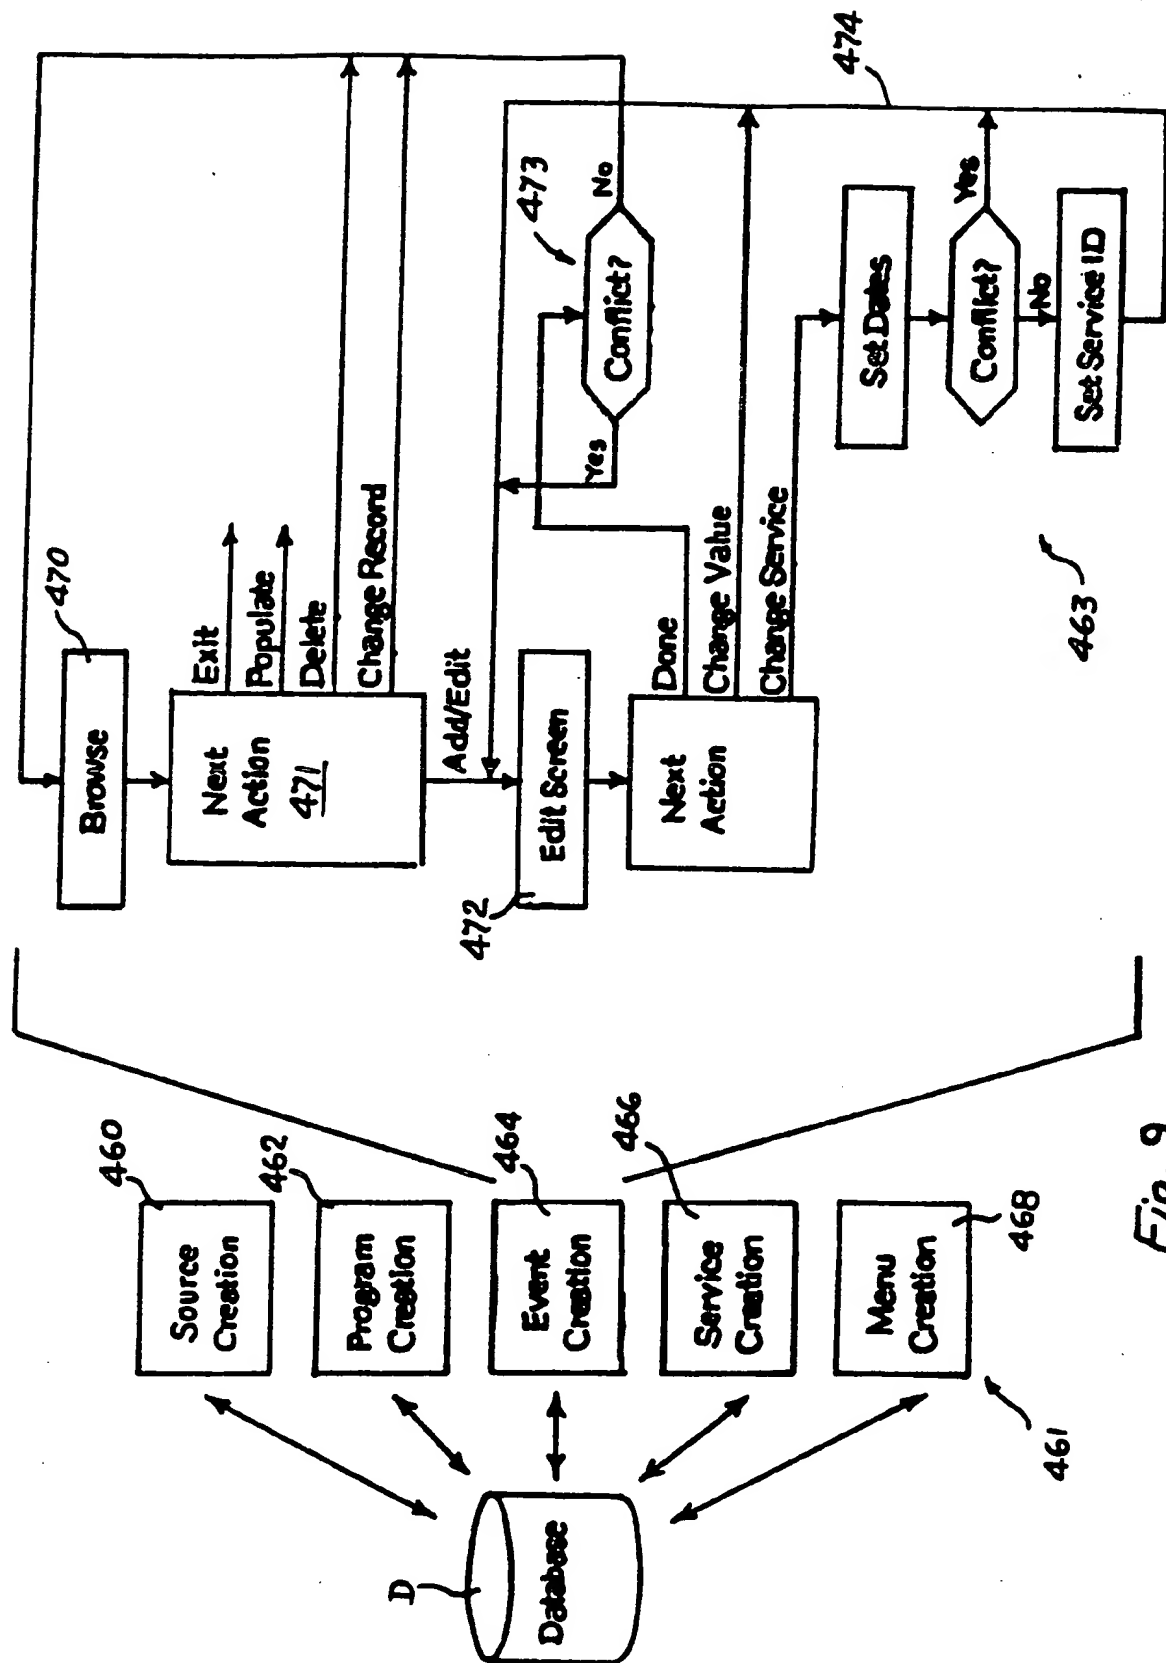 D
Database
460
Source
Creation
462
Program
Creation
464
Event
Creation
466
Service
Creation
Menu
Creation
468
461
470
Browse
Next
Action
471
Exit
Populate
Delete
Change Record
Add/Edit
472
Edit Screen
Next
Action
Done
Change Value
Change Service
473
Conflict?
Yes
No
474
Set Dates
Conflict?
Yes
No
Set Service ID
463
Fig. 9